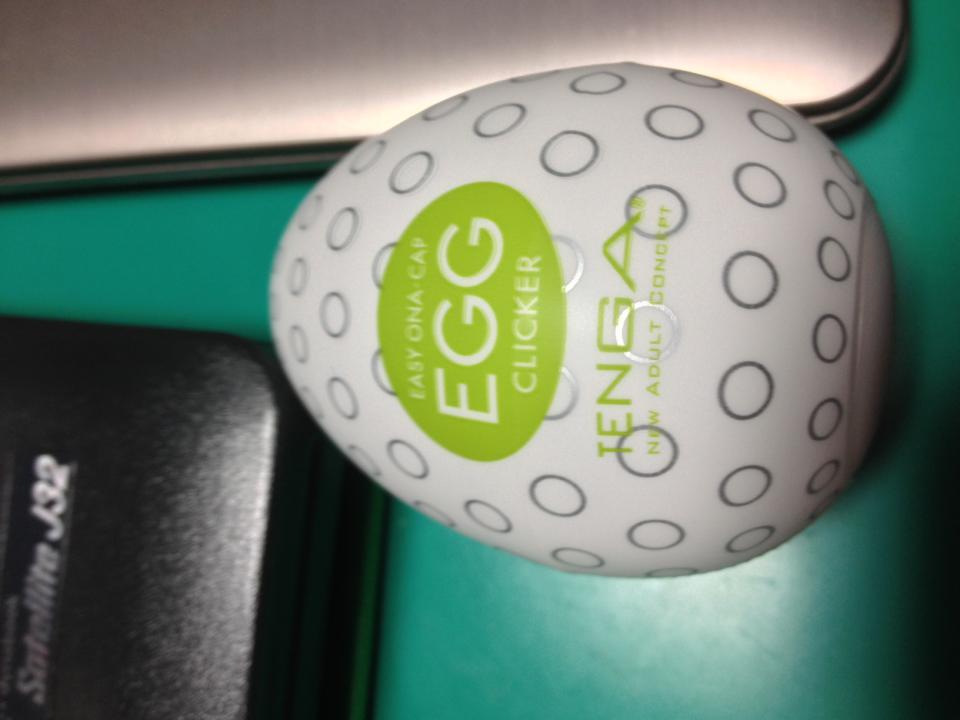 EASY ONA-CAP
EGG
CLICKER
TENGA®
NEW ADULT CONCEPT
Satellite J32